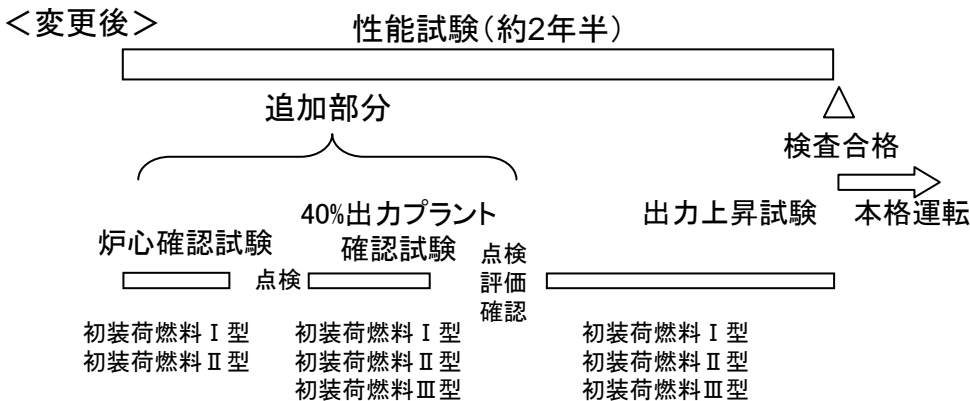 <変更後>
性能試験(約2年半)
追加部分
検査合格
本格運転
炉心確認試験
点検
40%出力プラント
確認試験
点検
評価
確認
出力上昇試験
初装荷燃料Ⅰ型
初装荷燃料Ⅱ型
初装荷燃料Ⅰ型
初装荷燃料Ⅱ型
初装荷燃料Ⅲ型
初装荷燃料Ⅰ型
初装荷燃料Ⅱ型
初装荷燃料Ⅲ型